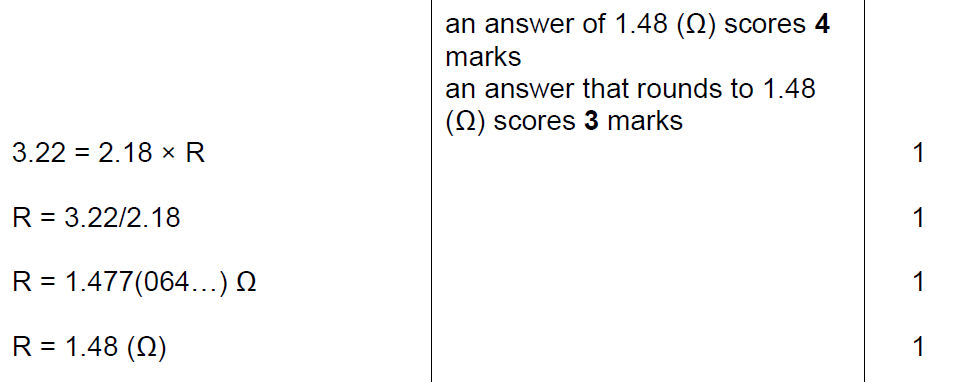 an answer of 1.48 (Ω) scores 4
marks
an answer that rounds to 1.48
(Ω) scores 3 marks
3.22 = 2.18 × R 1
R = 3.22/2.18 1
R = 1.477(064…) Ω 1
R = 1.48 (Ω) 1